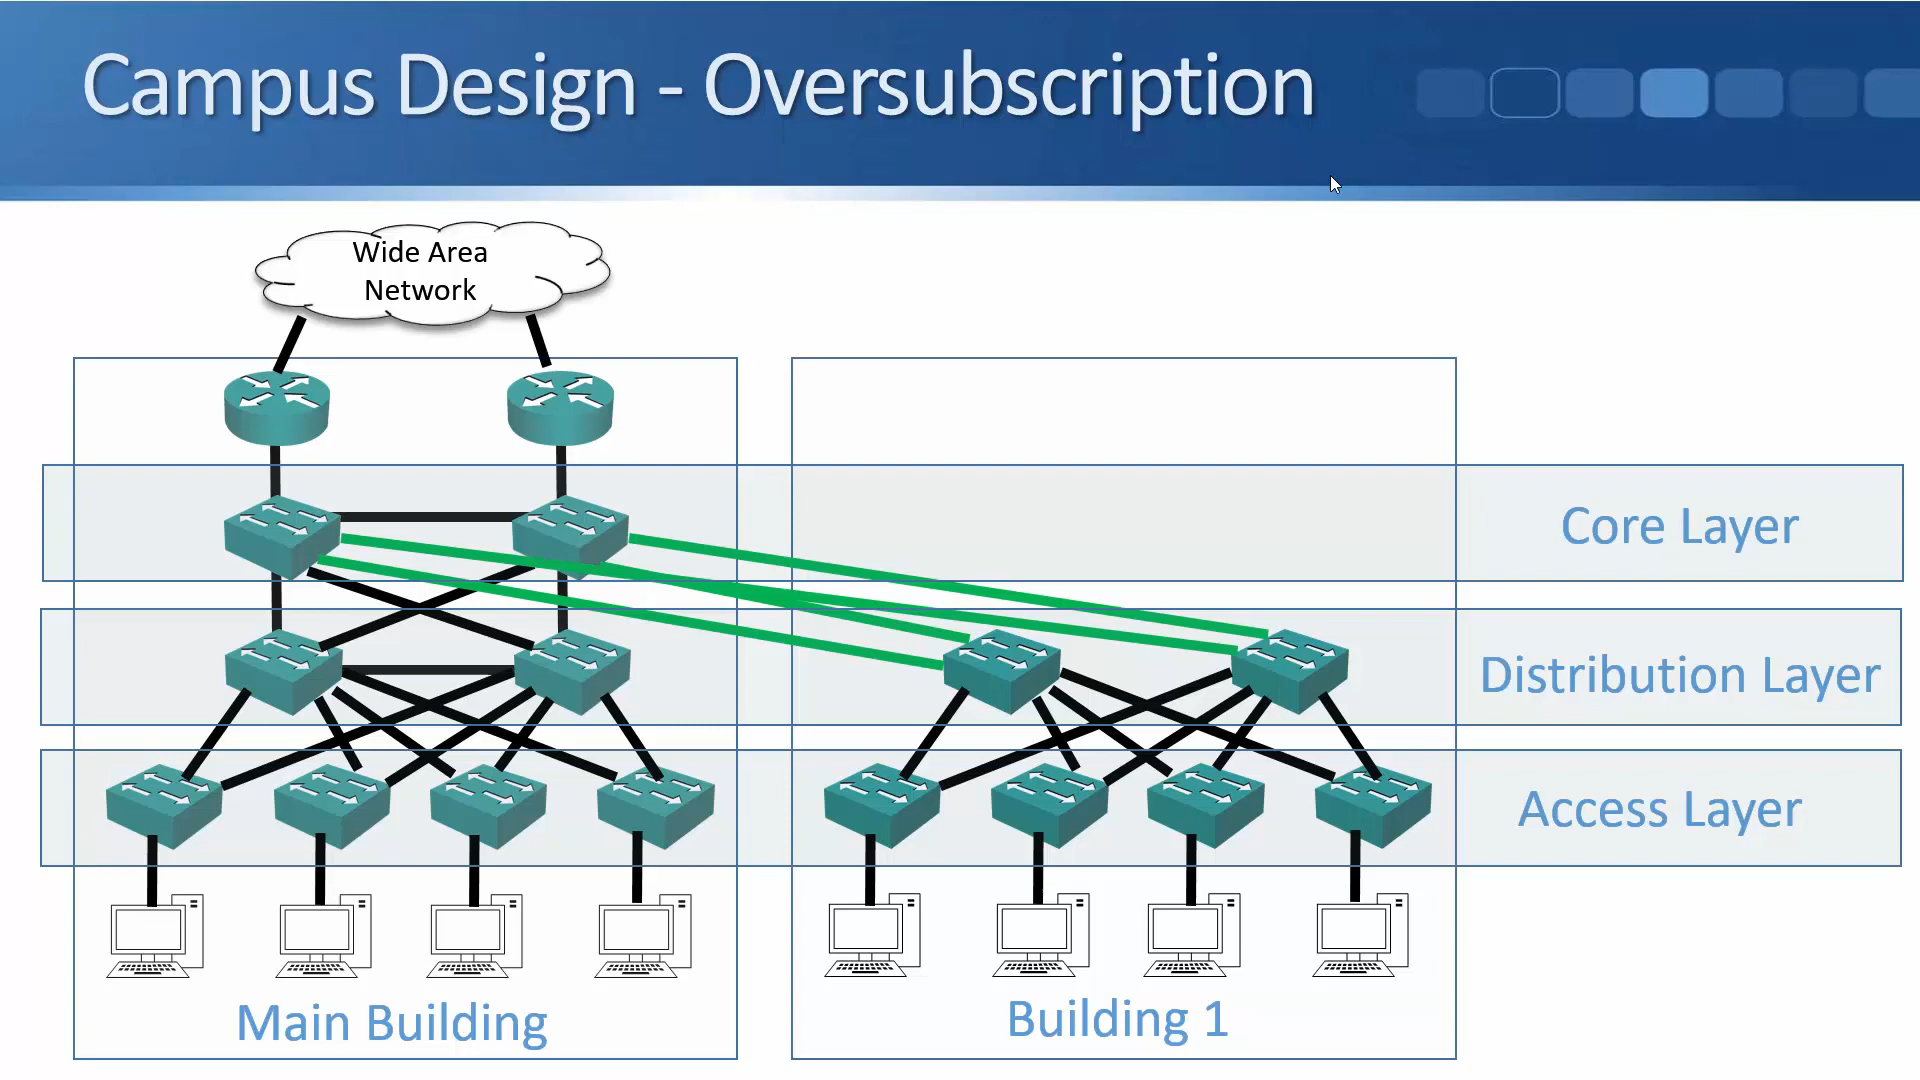 Campus Design - Oversubscription
Wide Area
Network
Core Layer
Distribution Layer
Access Layer
Main Building
Building 1